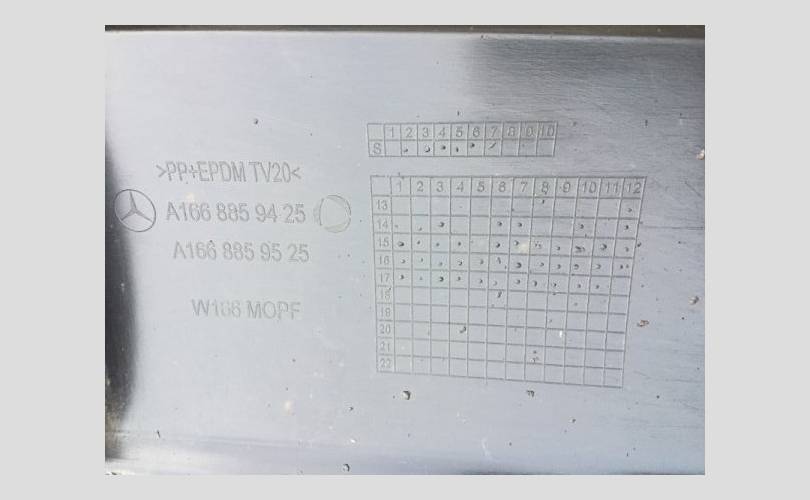 >PP+EPDM TV20<
A166 885 94 25
A166 885 95 25
W166 MOPF
1 2 3 4 5 6 7 8 9 10
S
1 2 3 4 5 6 7 8 9 10 11 12
13
14
15
16
17
18
19
20
21
22